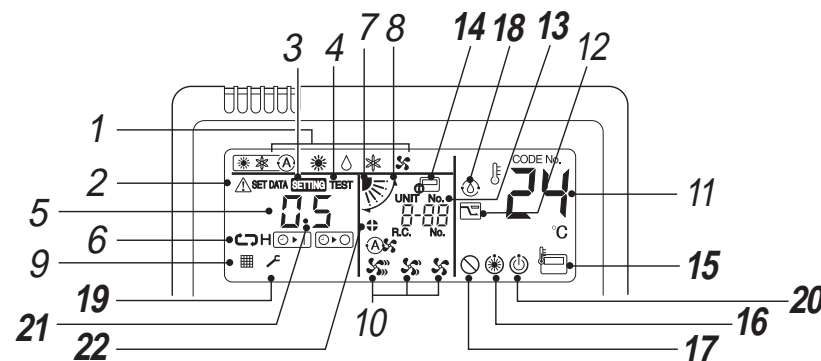 3 4 7 8 14 18 13 12
1
CODE No.
2 SET DATA SETTING TEST
UNIT No.
24 11
5 0.5
8-88
R.C. No.
°C
6 H
A
9
15
19
20
21 10 16
22 17